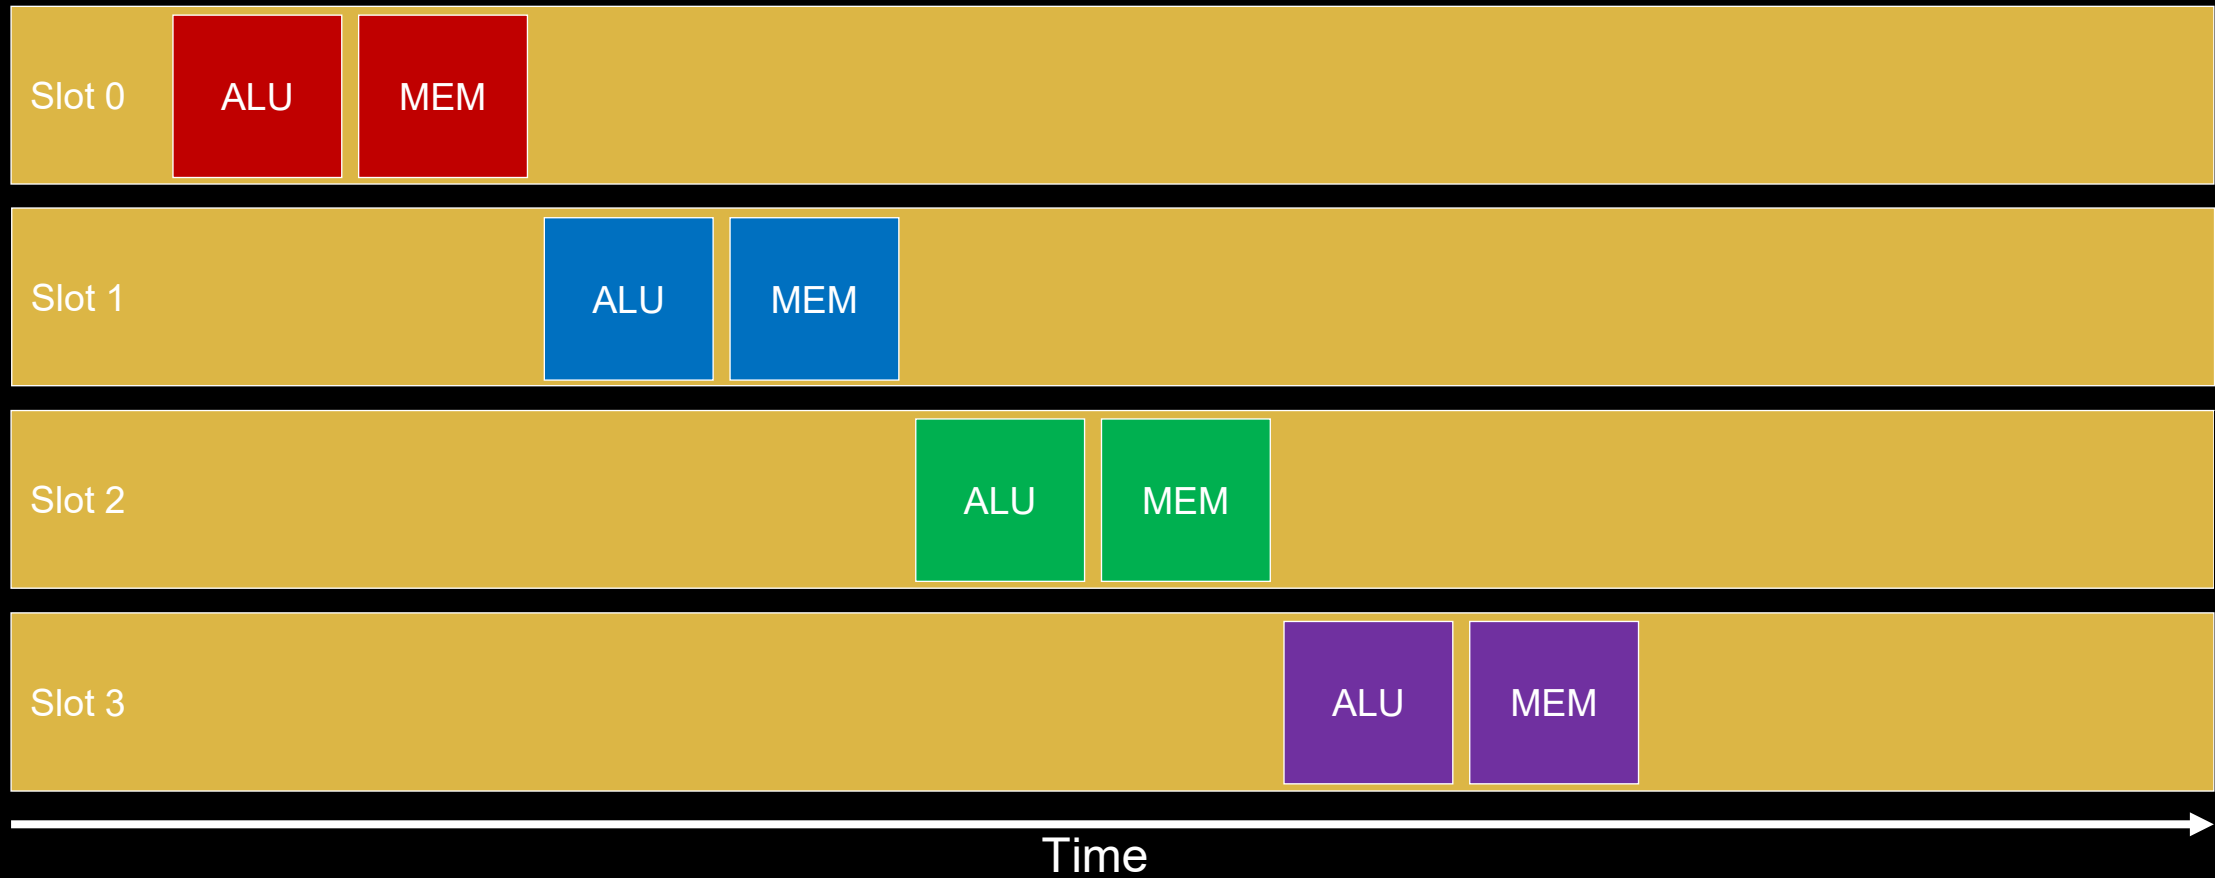 Slot 0 ALU MEM
Slot 1 ALU MEM
Slot 2 ALU MEM
Slot 3 ALU MEM
Time